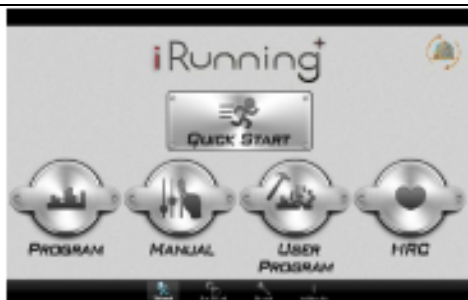 iRunning+
QUICK START
PROGRAM
MANUAL
USER
PROGRAM
HRC